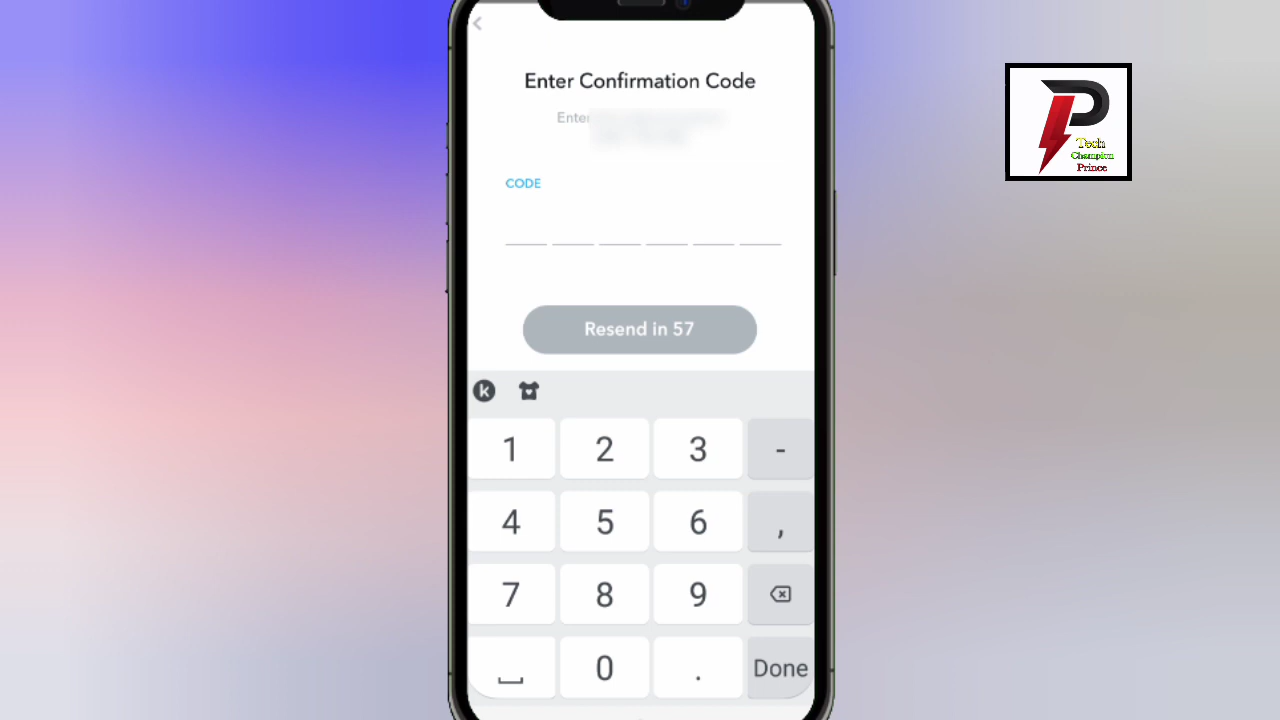 Enter Confirmation Code
Enter
CODE
Resend in 57
k
1 2 3 -
4 5 6 ,
7 8 9
0 . Done
P
Tech
Champion
Prince